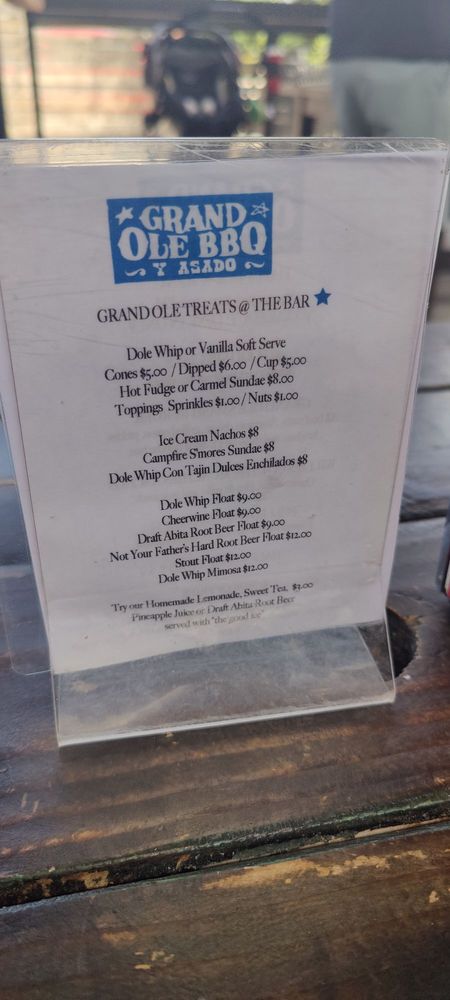 GRAND
OLE BBQ
Y ASADO
GRAND OLE TREATS @ THE BAR
Dole Whip or Vanilla Soft Serve
Cones $5.00 / Dipped $6.00 / Cup $5.00
Hot Fudge or Carmel Sundae $8.00
Toppings Sprinkles $1.00 / Nuts $1.00
Ice Cream Nachos $8
Campfire S'mores Sundae $8
Dole Whip Con Tajin Dulces Enchilados $8
Dole Whip Float $9.00
Cheerwine Float $9.00
Draft Abita Root Beer Float $9.00
Not Your Father's Hard Root Beer Float $12.00
Stout Float $12.00
Dole Whip Mimosa $12.00
Try our Homemade Lemonade, Sweet Tea, $3.00
Pineapple Juice or Draft Abita Root Beer
served with "the good ice"